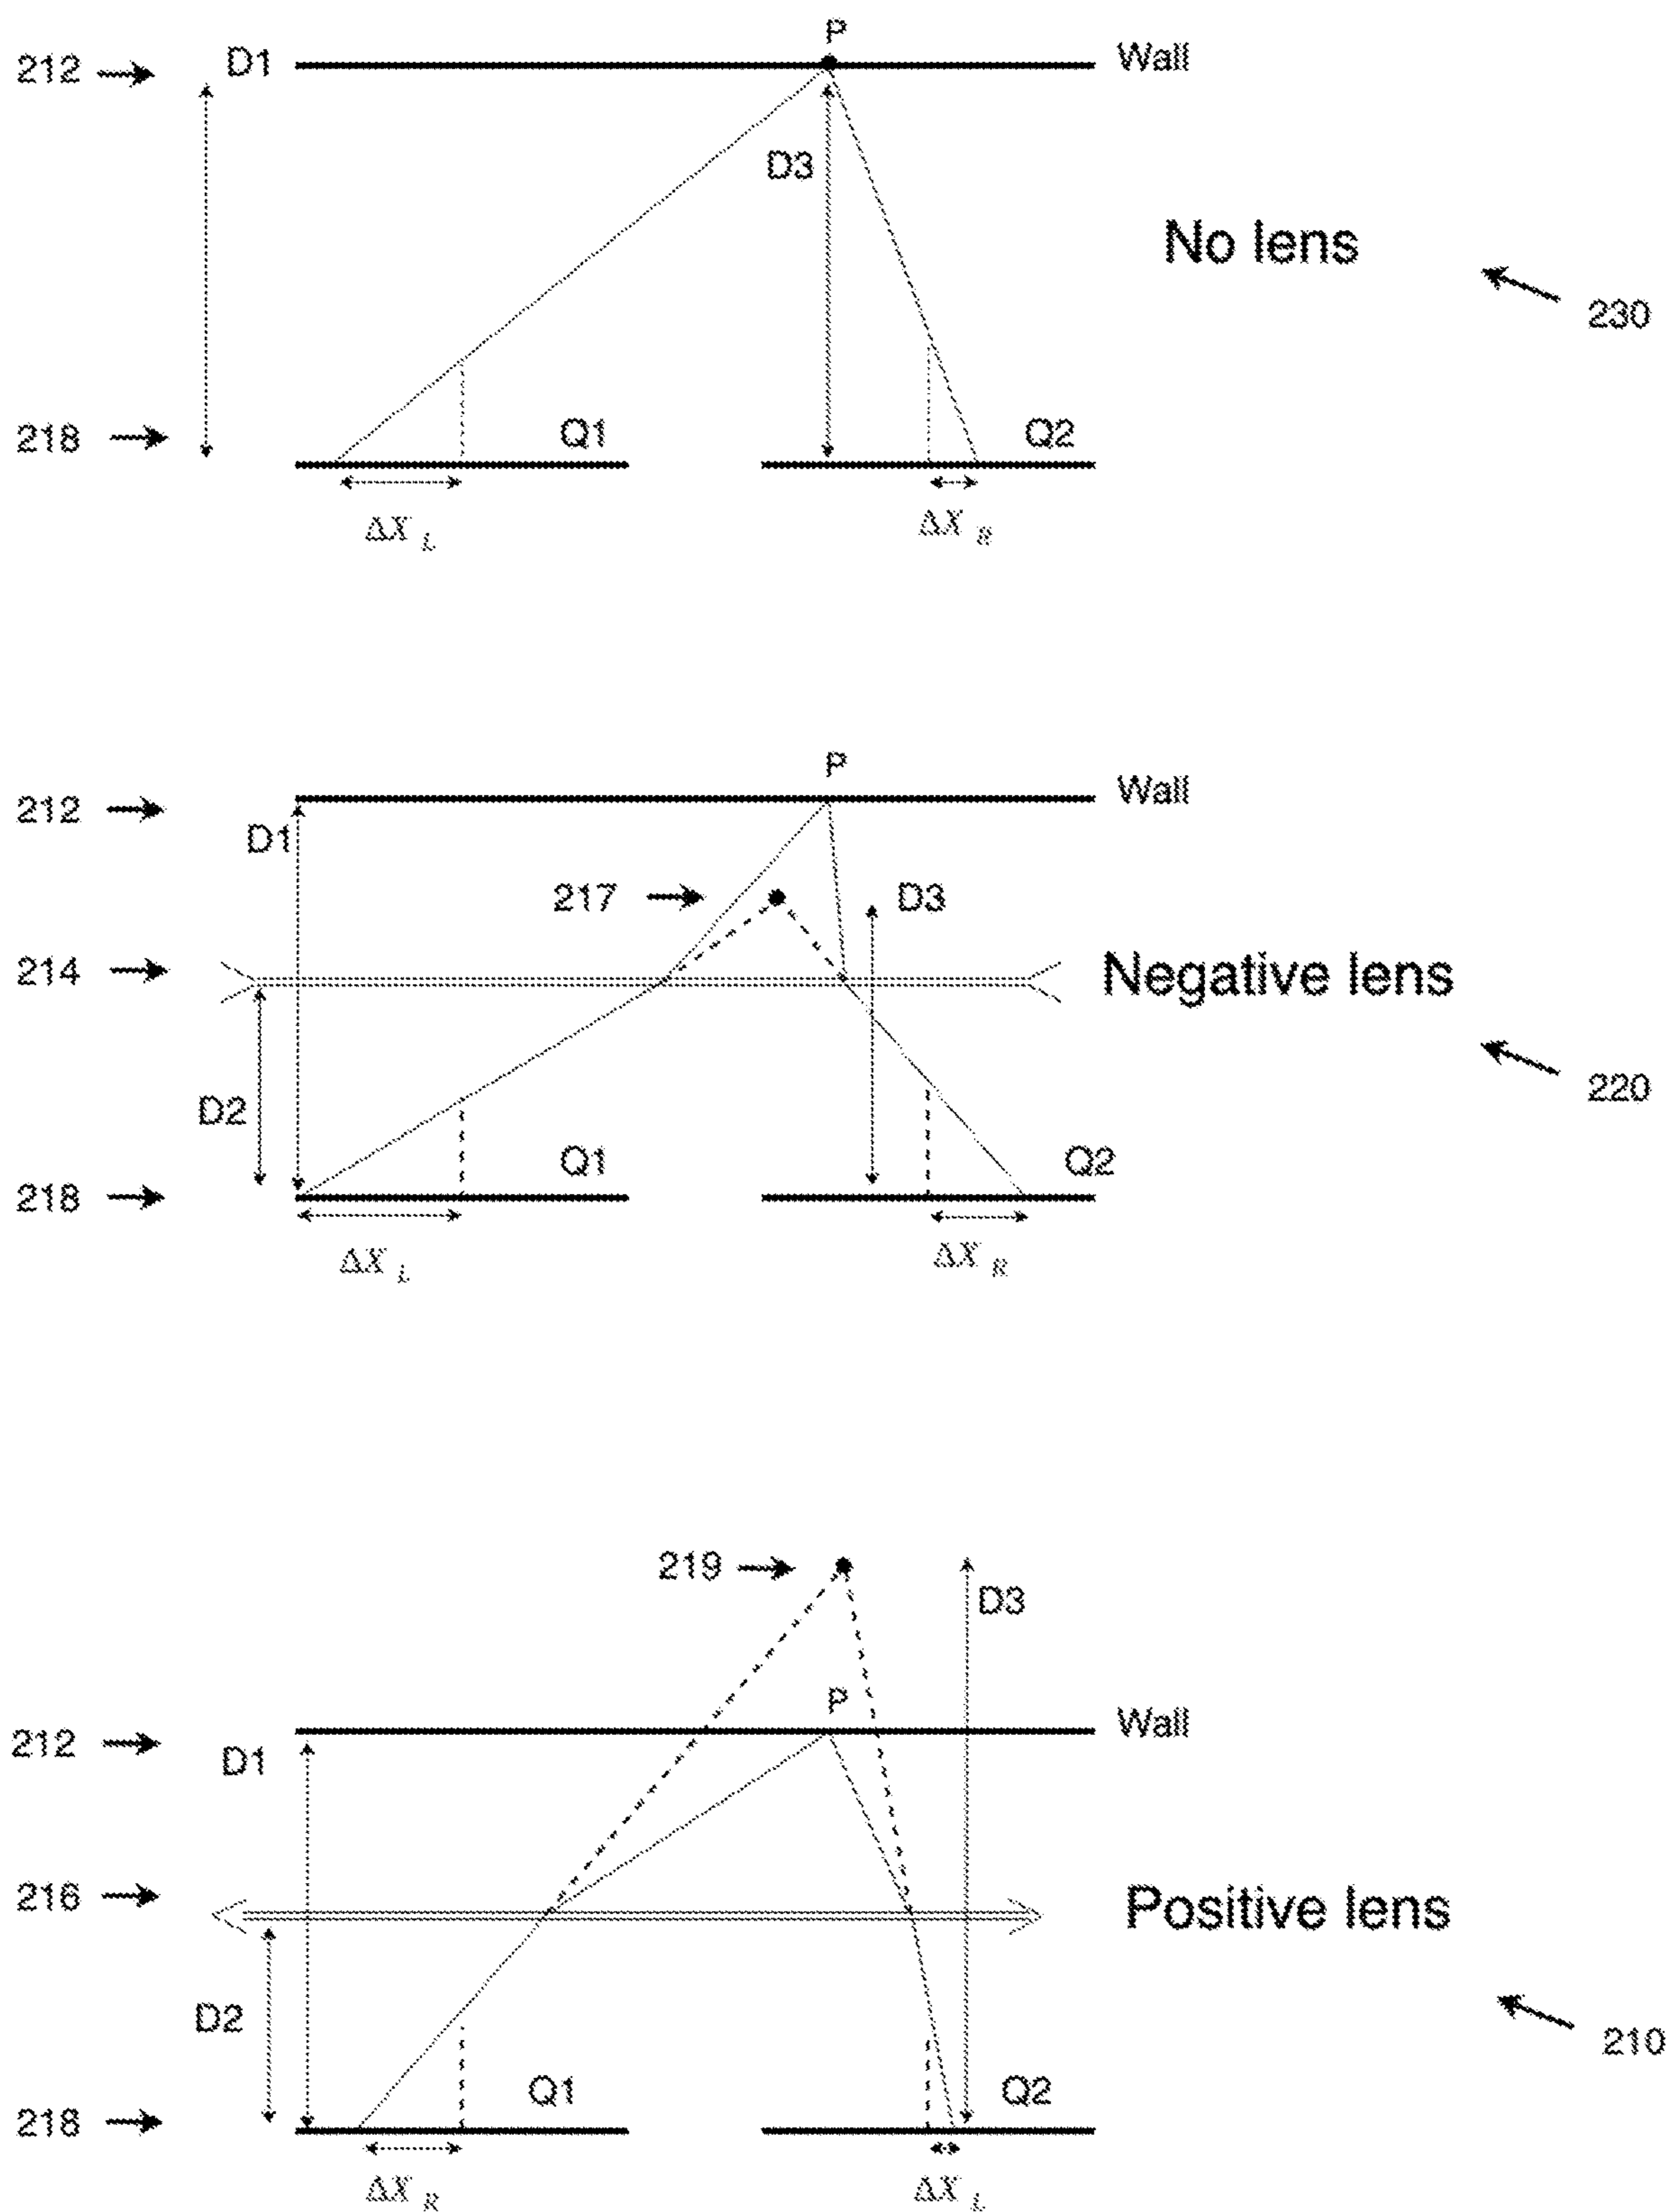 P
212 D1 Wall
D3
No lens
230
218 Q1 Q2
ΔX L ΔX R
P
212 Wall
D1
217 D3
214 Negative lens
220
D2
Q1 Q2
218
ΔX L ΔX R
219
D3
P
212 Wall
D1
216 Positive lens
D2
210
Q1 Q2
218
ΔX R ΔX L